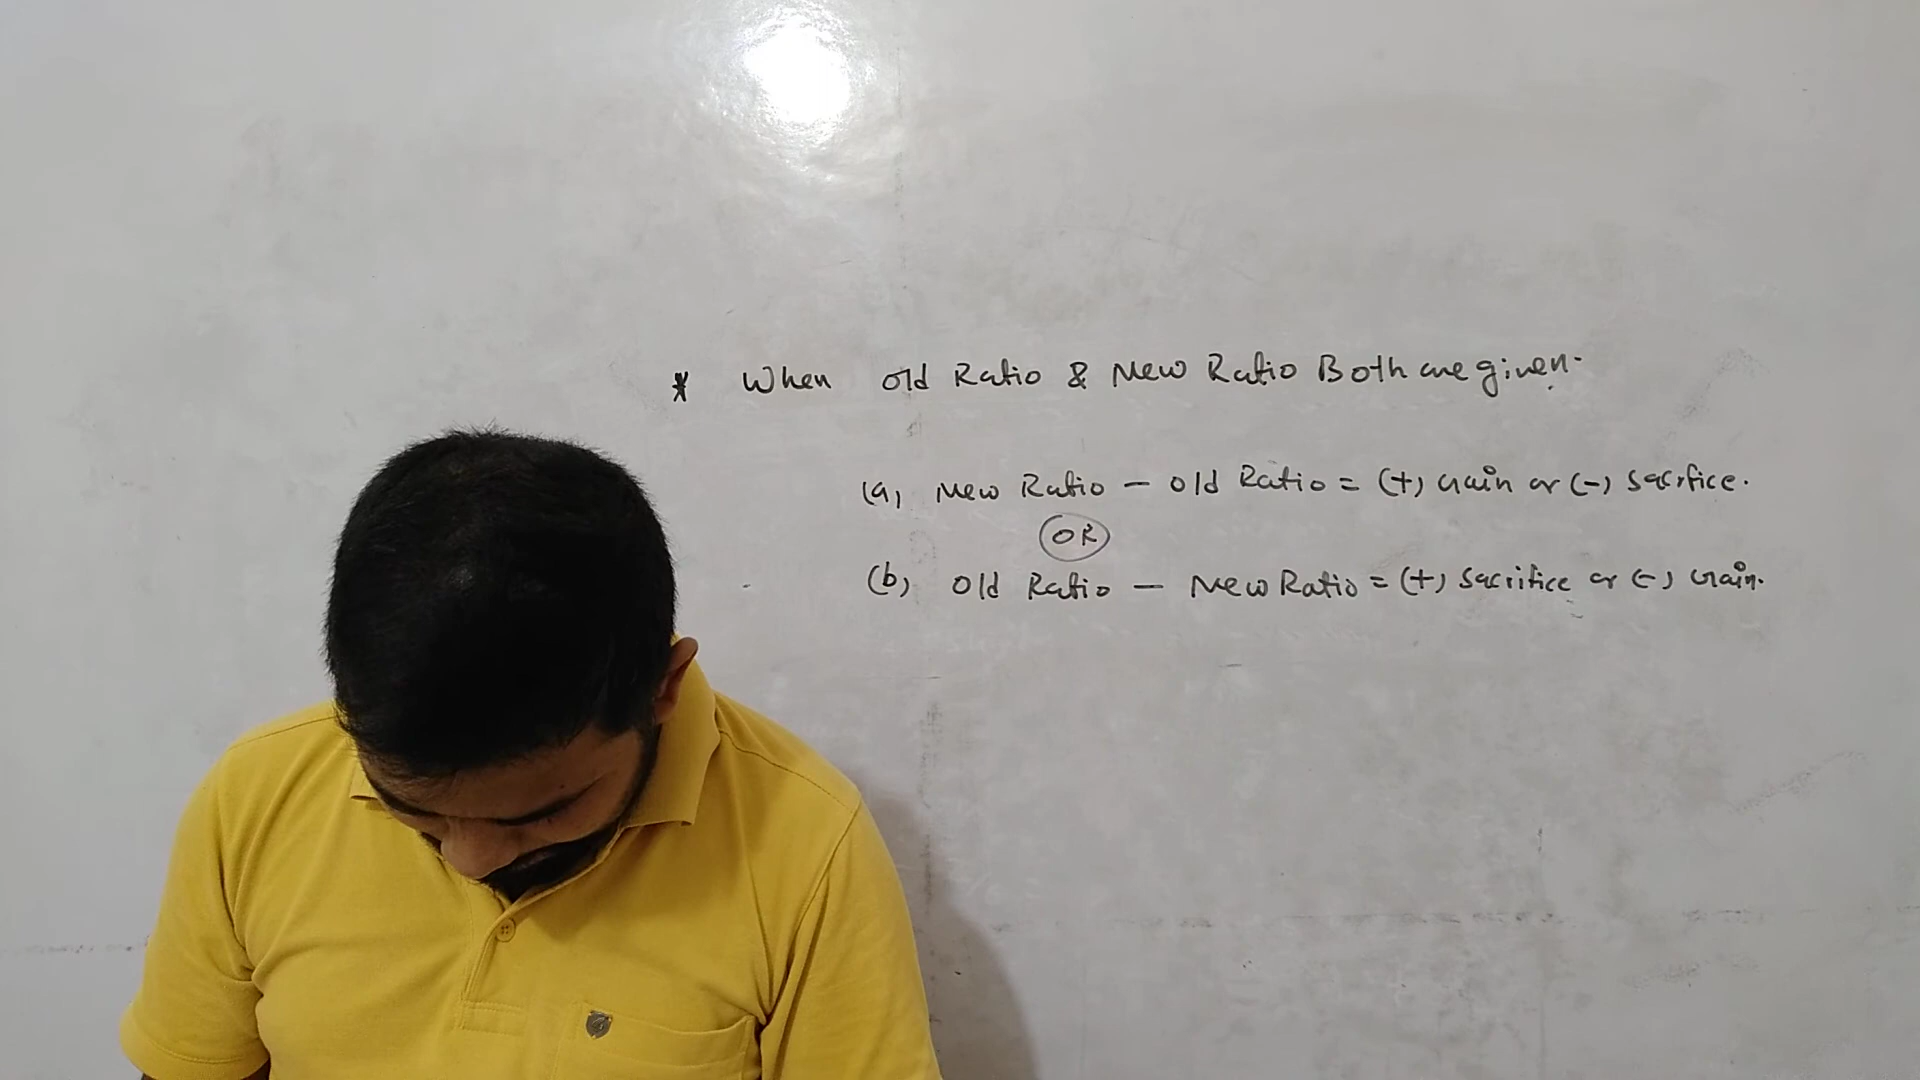 * When old Ratio & New Ratio Both are given.
(a) New Ratio - old Ratio = (+) Gain or (-) Sacrifice.
OR
(b) Old Ratio - New Ratio = (+) Sacrifice or (-) Gain.